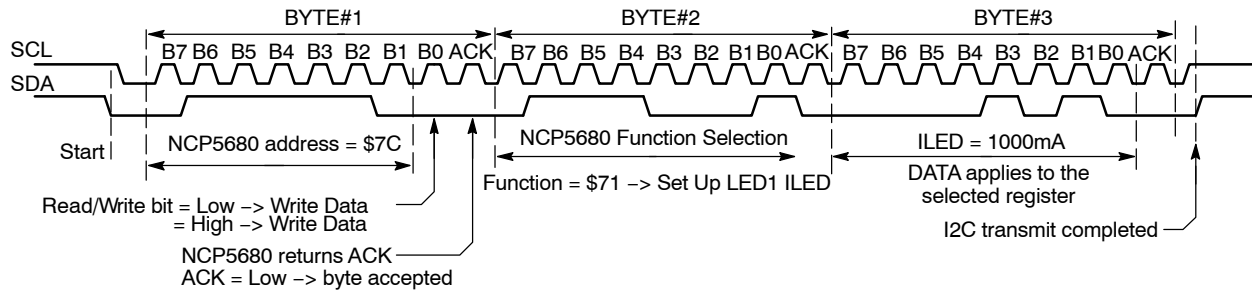 BYTE#1 BYTE#2 BYTE#3
SCL B7 B6 B5 B4 B3 B2 B1 B0 ACK B7 B6 B5 B4 B3 B2 B1 B0 ACK B7 B6 B5 B4 B3 B2 B1 B0 ACK
SDA
Start
NCP5680 address = $7C
NCP5680 Function Selection
ILED = 1000mA
Function = $71 −> Set Up LED1 ILED
DATA applies to the
selected register
Read/Write bit = Low −> Write Data
= High −> Write Data
I2C transmit completed
NCP5680 returns ACK
ACK = Low −> byte accepted